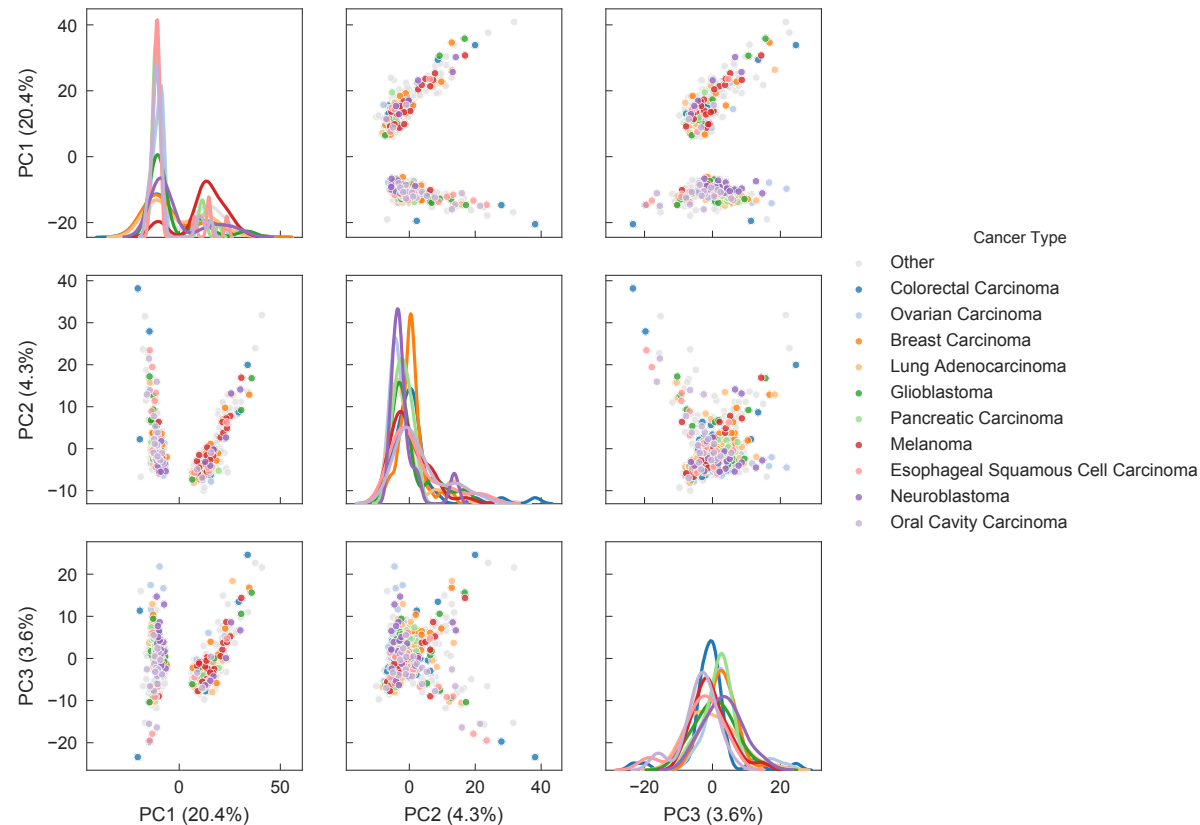 40
20
0
−20
PC1 (20.4%)
Cancer Type
Other
Colorectal Carcinoma
Ovarian Carcinoma
Breast Carcinoma
Lung Adenocarcinoma
Glioblastoma
Pancreatic Carcinoma
Melanoma
Esophageal Squamous Cell Carcinoma
Neuroblastoma
Oral Cavity Carcinoma
40
30
20
10
0
−10
PC2 (4.3%)
20
10
0
−10
−20
PC3 (3.6%)
0 50
PC1 (20.4%)
0 20 40
PC2 (4.3%)
−20 0 20
PC3 (3.6%)